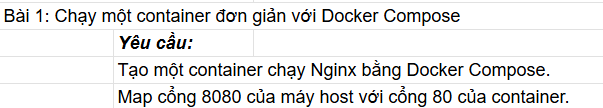 Bài 1: Chạy một container đơn giản với Docker Compose
Yêu cầu:
Tạo một container chạy Nginx bằng Docker Compose.
Map cổng 8080 của máy host với cổng 80 của container.